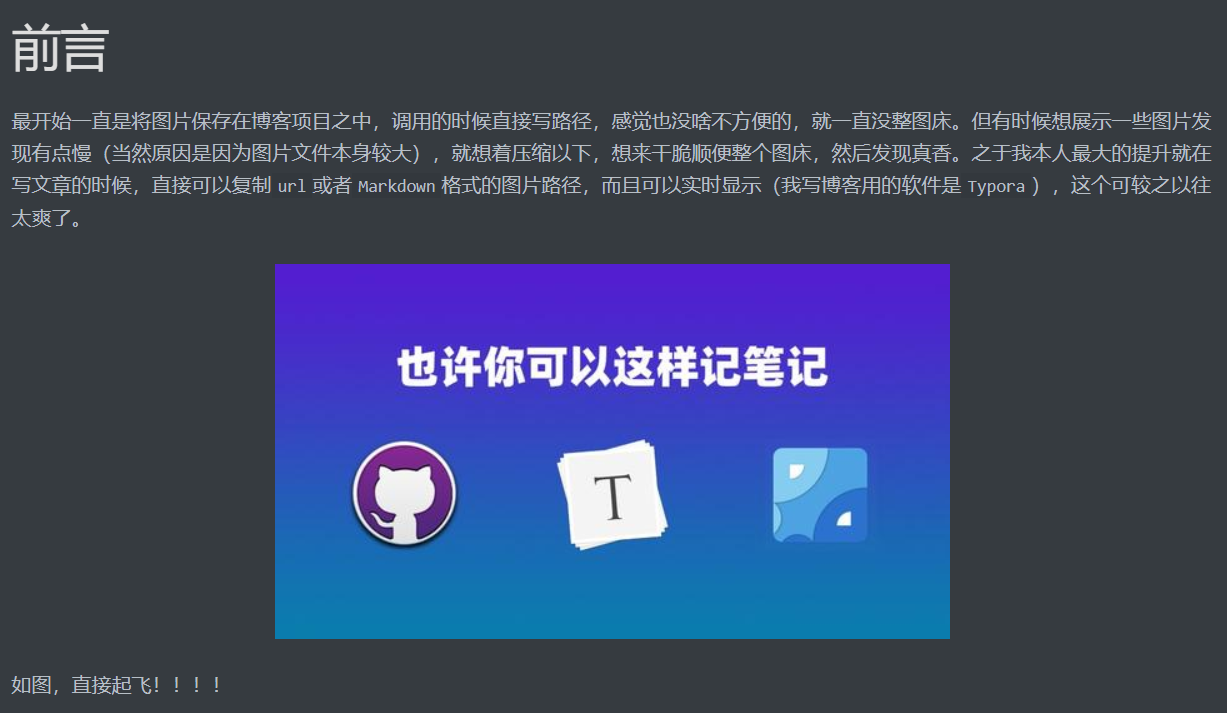 前言
最开始一直是将图片保存在博客项目之中，调用的时候直接写路径，感觉也没啥不方便的，就一直没整图床。但有时候想展示一些图片发
现有点慢（当然原因是因为图片文件本身较大），就想着压缩以下，想来干脆顺便整个图床，然后发现真香。之于我本人最大的提升就在
写文章的时候，直接可以复制 url 或者 Markdown 格式的图片路径，而且可以实时显示（我写博客用的软件是 Typora ），这个可较之以往
太爽了。
也许你可以这样记笔记
T
如图，直接起飞！！！！